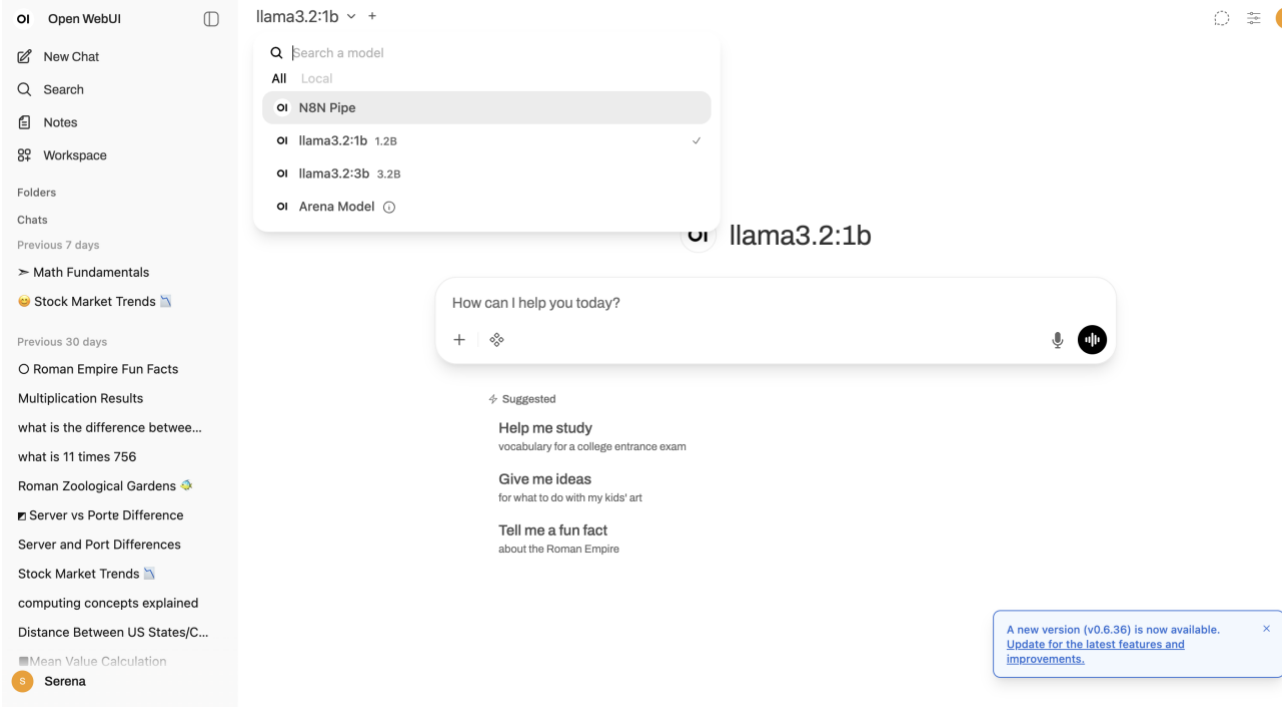 OI Open WebUI
New Chat
Search
Notes
Workspace
Folders
Chats
Previous 7 days
➣ Math Fundamentals
😄 Stock Market Trends 📉
Previous 30 days
Roman Empire Fun Facts
Multiplication Results
what is the difference betwee...
what is 11 times 756
Roman Zoological Gardens 🐠
◩ Server vs Porte Difference
Server and Port Differences
Stock Market Trends 📉
computing concepts explained
Distance Between US States/C...
Mean Value Calculation
S Serena
llama3.2:1b
Search a model
All Local
OI N8N Pipe
OI llama3.2:1b 1.2B
OI llama3.2:3b 3.2B
OI Arena Model
OI llama3.2:1b
How can I help you today?
Suggested
Help me study
vocabulary for a college entrance exam
Give me ideas
for what to do with my kids' art
Tell me a fun fact
about the Roman Empire
A new version (v0.6.36) is now available.
Update for the latest features and
improvements.